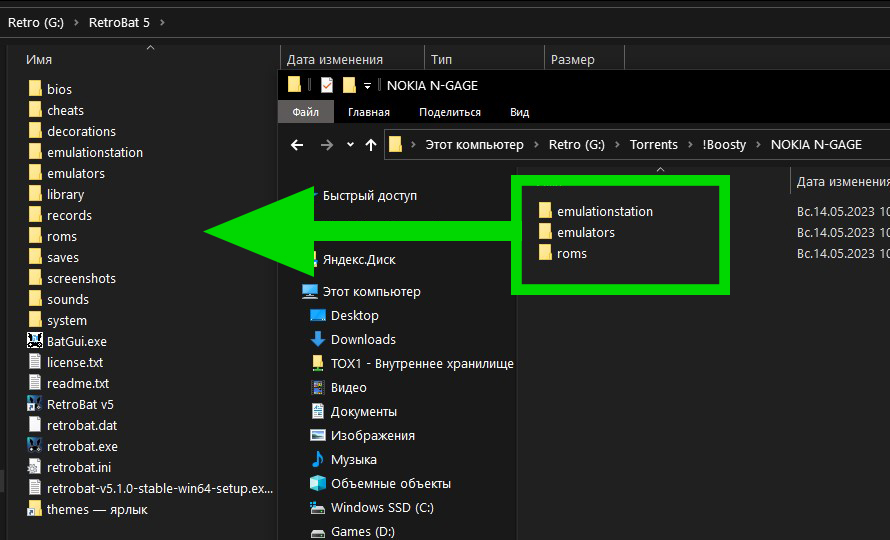 Retro (G:) > RetroBat 5 >
Имя
Дата изменения
Тип
Размер
bios
cheats
decorations
emulationstation
emulators
library
records
roms
saves
screenshots
sounds
system
BatGui.exe
license.txt
readme.txt
RetroBat v5
retrobat.dat
retrobat.exe
retrobat.ini
retrobat-v5.1.0-stable-win64-setup.ex...
themes — ярлык
NOKIA N-GAGE
Файл
Главная
Поделиться
Вид
Этот компьютер > Retro (G:) > Torrents > !Boosty > NOKIA N-GAGE
Быстрый доступ
Яндекс.Диск
Этот компьютер
Desktop
Downloads
TOX1 - Внутреннее хранилище
Видео
Документы
Изображения
Музыка
Объемные объекты
Windows SSD (C:)
Games (D:)
Дата изменения
emulationstation
Вс.14.05.2023 10
emulators
Вс.14.05.2023 10
roms
Вс.14.05.2023 10